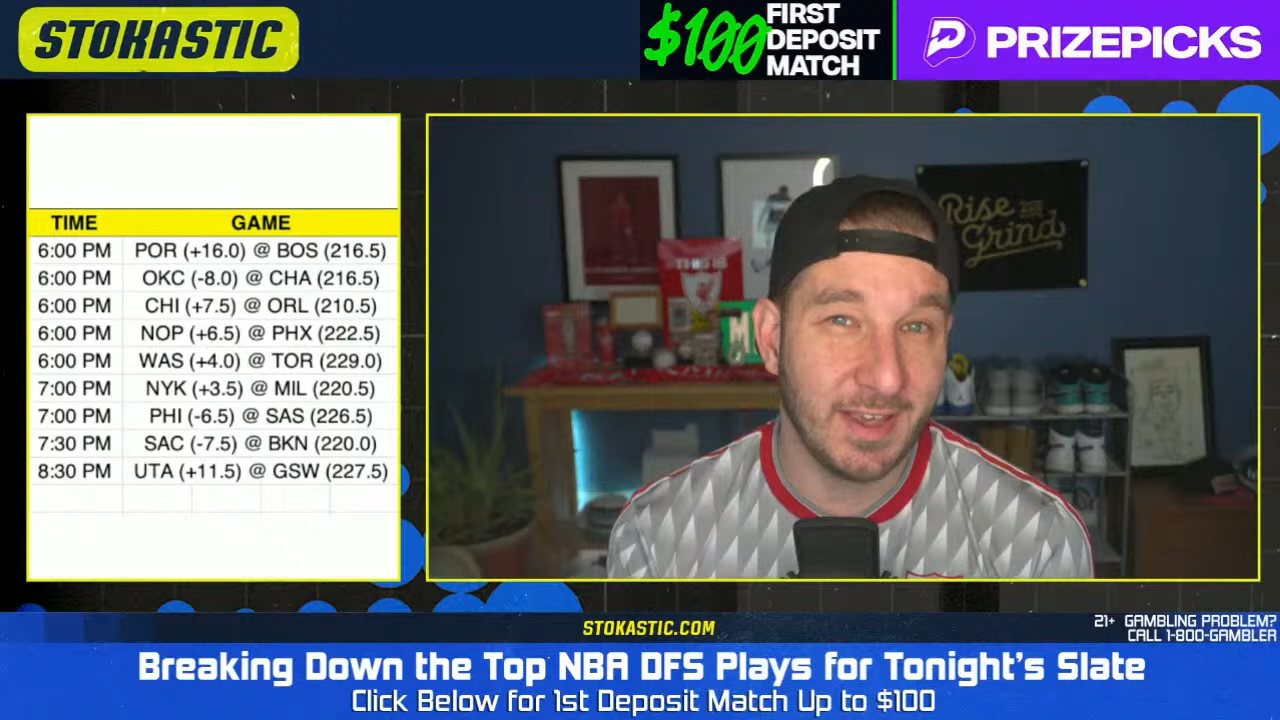 STOKASTIC
$100
FIRST
DEPOSIT
MATCH
PRIZEPICKS
TIME GAME
6:00 PM POR (+16.0) @ BOS (216.5)
6:00 PM OKC (-8.0) @ CHA (216.5)
6:00 PM CHI (+7.5) @ ORL (210.5)
6:00 PM NOP (+6.5) @ PHX (222.5)
6:00 PM WAS (+4.0) @ TOR (229.0)
7:00 PM NYK (+3.5) @ MIL (220.5)
7:00 PM PHI (-6.5) @ SAS (226.5)
7:30 PM SAC (-7.5) @ BKN (220.0)
8:30 PM UTA (+11.5) @ GSW (227.5)
Rise
Grind
THIS IS
STOKASTIC.COM
21+ GAMBLING PROBLEM?
CALL 1-800-GAMBLER
Breaking Down the Top NBA DFS Plays for Tonight's Slate
Click Below for 1st Deposit Match Up to $100